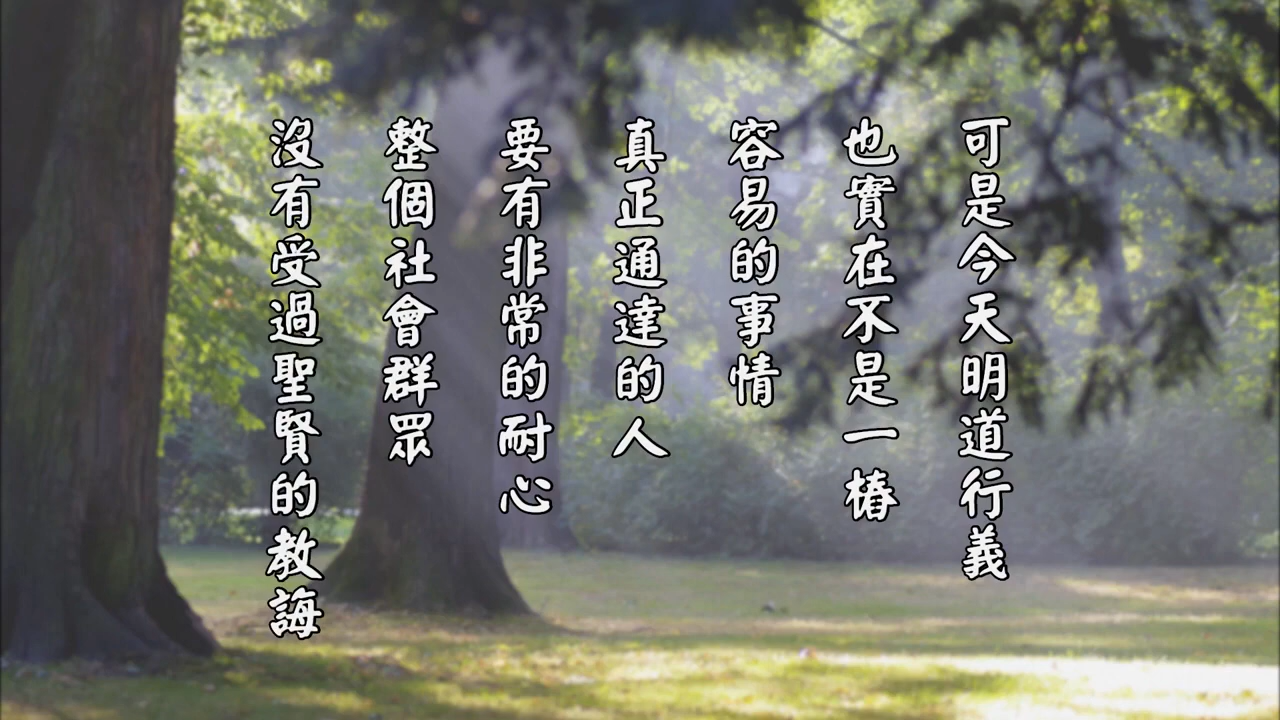 可是今天明道行義
也實在不是一樁
容易的事情
真正通達的人
要有非常的耐心
整個社會群眾
沒有受過聖賢的教誨